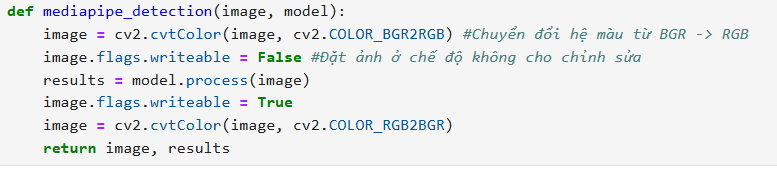 def mediapipe_detection(image, model):
    image = cv2.cvtColor(image, cv2.COLOR_BGR2RGB) #Chuyển đổi hệ màu từ BGR -> RGB
    image.flags.writeable = False #Đặt ảnh ở chế độ không cho chỉnh sửa
    results = model.process(image)
    image.flags.writeable = True
    image = cv2.cvtColor(image, cv2.COLOR_RGB2BGR)
    return image, results